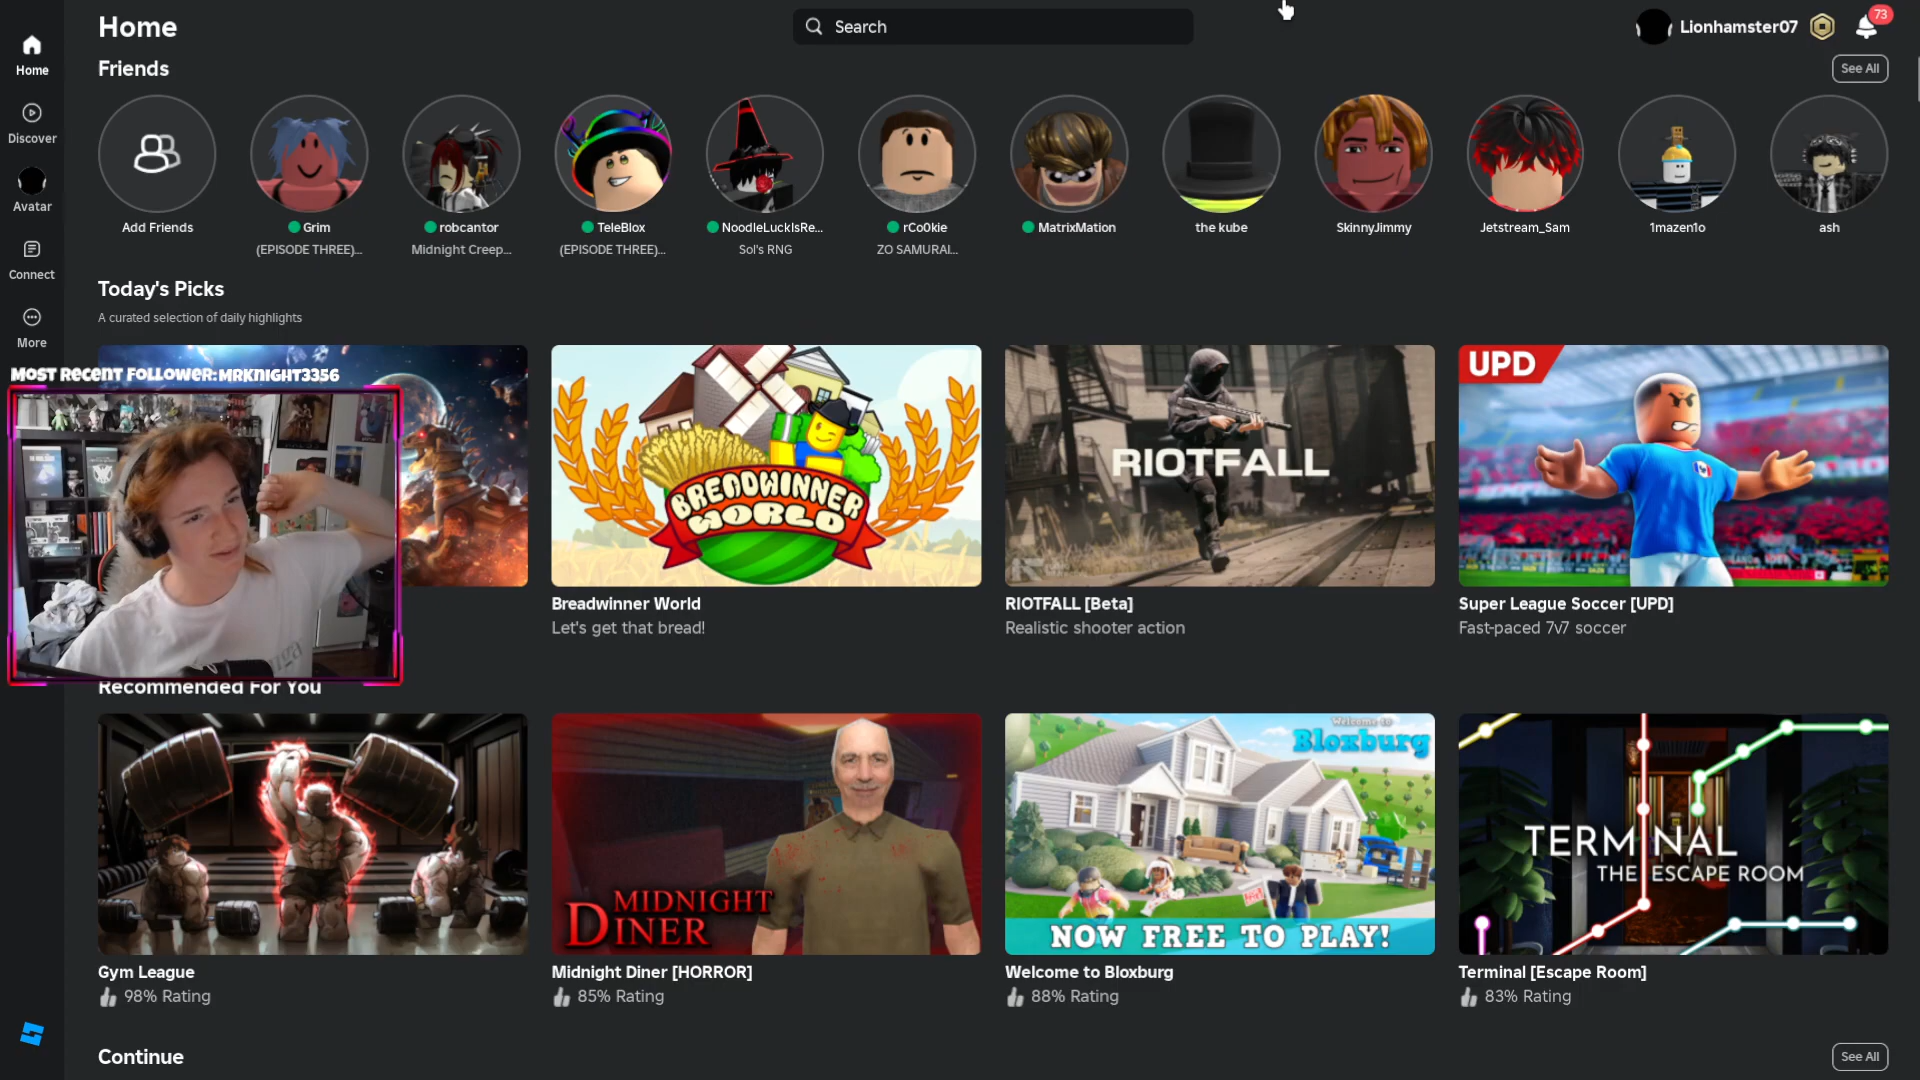 Home
Search
Lionhamster07
73
Home
Friends
See All
Discover
Avatar
Connect
More
Add Friends
Grim
robcantor
TeleBlox
NoodleLuckIsRe...
rCo0kie
MatrixMation
the kube
SkinnyJimmy
Jetstream_Sam
1mazen1o
ash
(EPISODE THREE)...
Midnight Creep...
(EPISODE THREE)...
Sol's RNG
ZO SAMURAI...
Today's Picks
A curated selection of daily highlights
Most Recent Follower: MRKNIGHT3356
BREADWINNER
WORLD
RIOTFALL
UPD
Breadwinner World
Let's get that bread!
RIOTFALL [Beta]
Realistic shooter action
Super League Soccer [UPD]
Fast-paced 7v7 soccer
Recommended For You
MIDNIGHT
DINER
Welcome to
Bloxburg
NOW FREE TO PLAY!
TERMINAL
THE ESCAPE ROOM
Gym League
98% Rating
Midnight Diner [HORROR]
85% Rating
Welcome to Bloxburg
88% Rating
Terminal [Escape Room]
83% Rating
Continue
See All